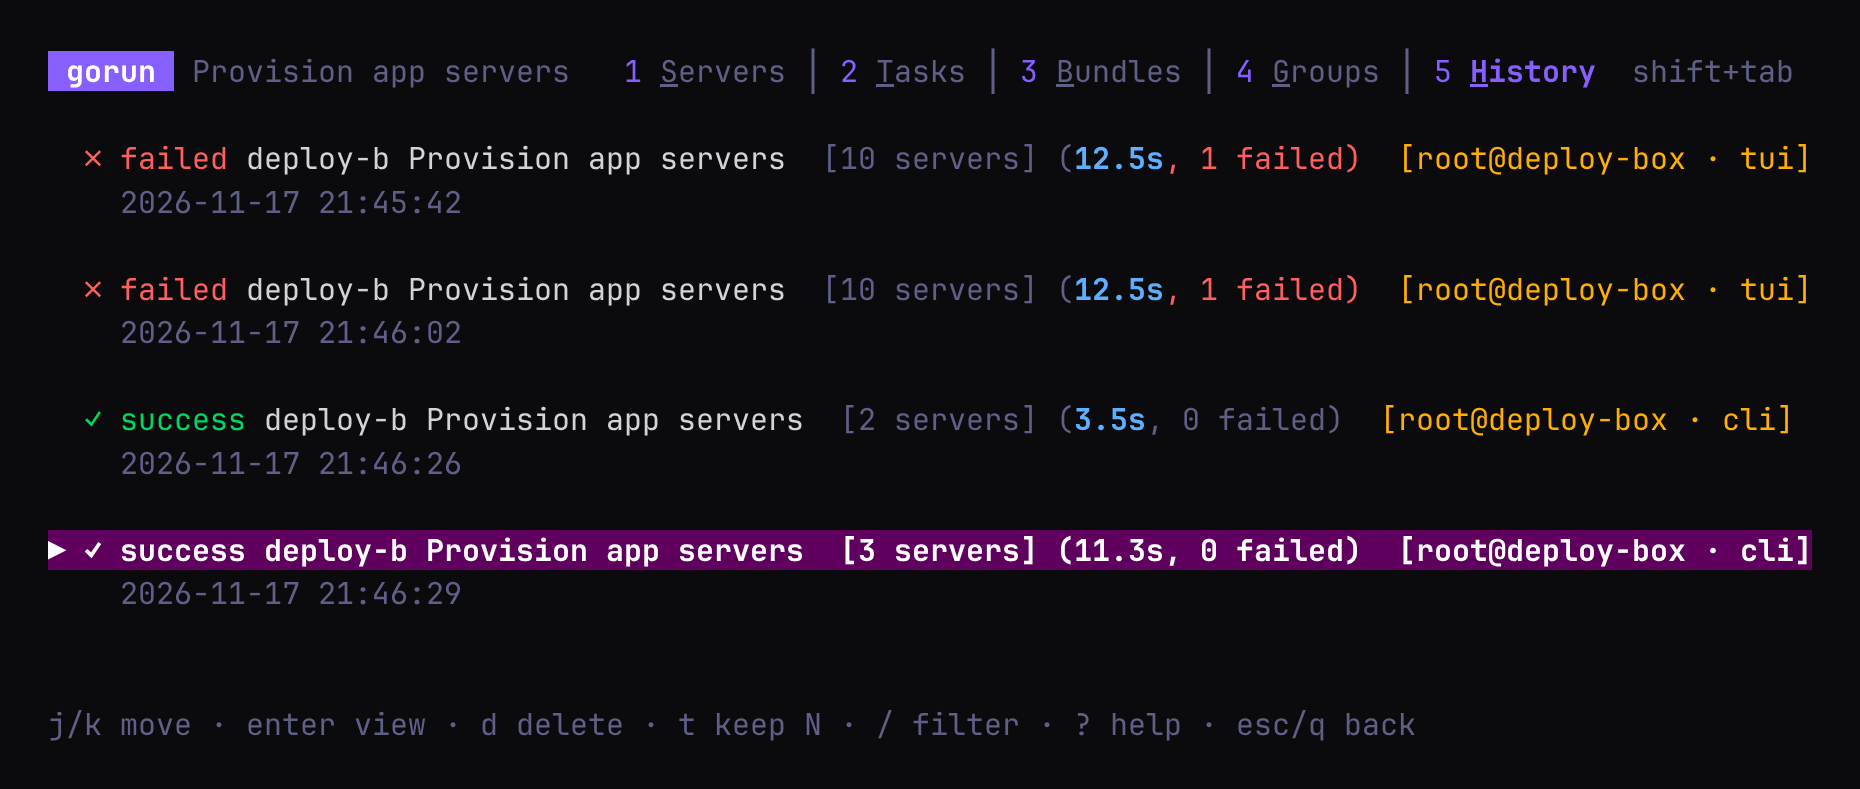 gorun Provision app servers 1 Servers │ 2 Tasks │ 3 Bundles │ 4 Groups │ 5 History shift+tab
✕ failed deploy-b Provision app servers [10 servers] (12.5s, 1 failed) [root@deploy-box · tui]
2026-11-17 21:45:42
✕ failed deploy-b Provision app servers [10 servers] (12.5s, 1 failed) [root@deploy-box · tui]
2026-11-17 21:46:02
✓ success deploy-b Provision app servers [2 servers] (3.5s, 0 failed) [root@deploy-box · cli]
2026-11-17 21:46:26
▶ ✓ success deploy-b Provision app servers [3 servers] (11.3s, 0 failed) [root@deploy-box · cli]
2026-11-17 21:46:29
j/k move · enter view · d delete · t keep N · / filter · ? help · esc/q back